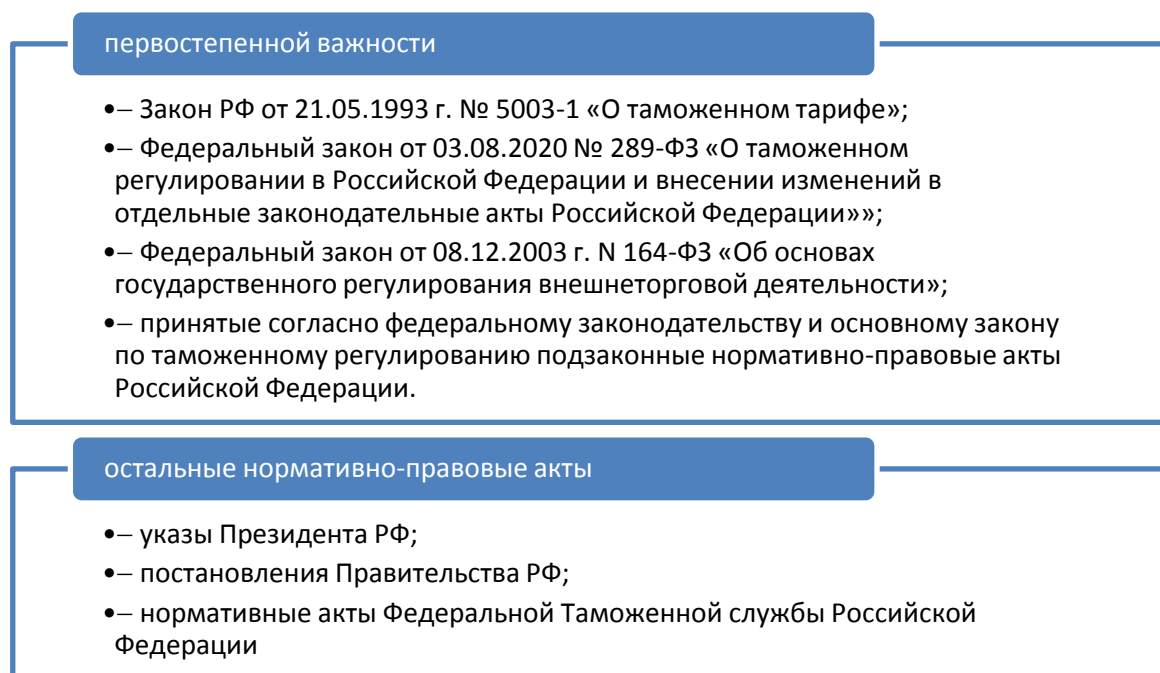 первостепенной важности
•– Закон РФ от 21.05.1993 г. № 5003-1 «О таможенном тарифе»;
•– Федеральный закон от 03.08.2020 № 289-ФЗ «О таможенном
регулировании в Российской Федерации и внесении изменений в
отдельные законодательные акты Российской Федерации»»;
•– Федеральный закон от 08.12.2003 г. N 164-ФЗ «Об основах
государственного регулирования внешнеторговой деятельности»;
•– принятые согласно федеральному законодательству и основному закону
по таможенному регулированию подзаконные нормативно-правовые акты
Российской Федерации.
остальные нормативно-правовые акты
•– указы Президента РФ;
•– постановления Правительства РФ;
•– нормативные акты Федеральной Таможенной службы Российской
Федерации